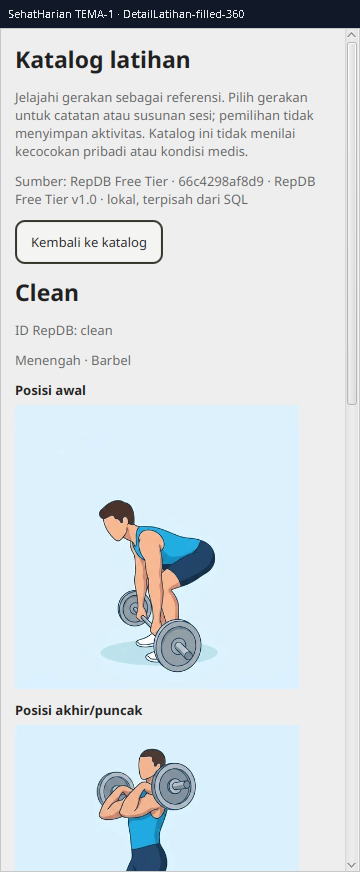 SehatHarian TEMA-1 · DetailLatihan-filled-360
Katalog latihan
Jelajahi gerakan sebagai referensi. Pilih gerakan
untuk catatan atau susunan sesi; pemilihan tidak
menyimpan aktivitas. Katalog ini tidak menilai
kecocokan pribadi atau kondisi medis.
Sumber: RepDB Free Tier · 66c4298af8d9 · RepDB
Free Tier v1.0 · lokal, terpisah dari SQL
Kembali ke katalog
Clean
ID RepDB: clean
Menengah · Barbel
Posisi awal
Posisi akhir/puncak